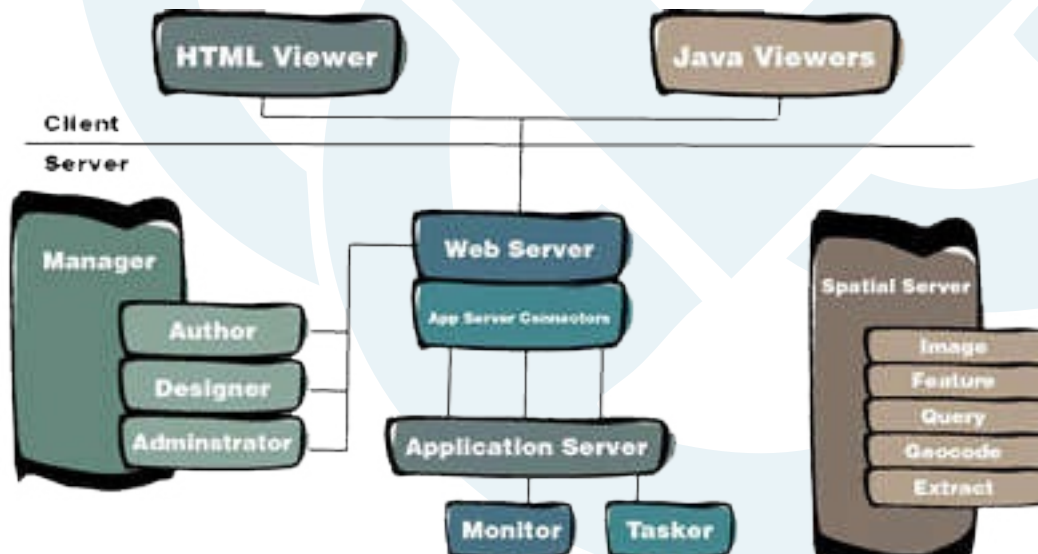 HTML Viewer
Java Viewers
Client
Server
Manager
Author
Designer
Adminstrator
Web Server
App Server Connectors
Application Server
Monitor
Tasker
Spatial Server
Image
Feature
Query
Geocode
Extract